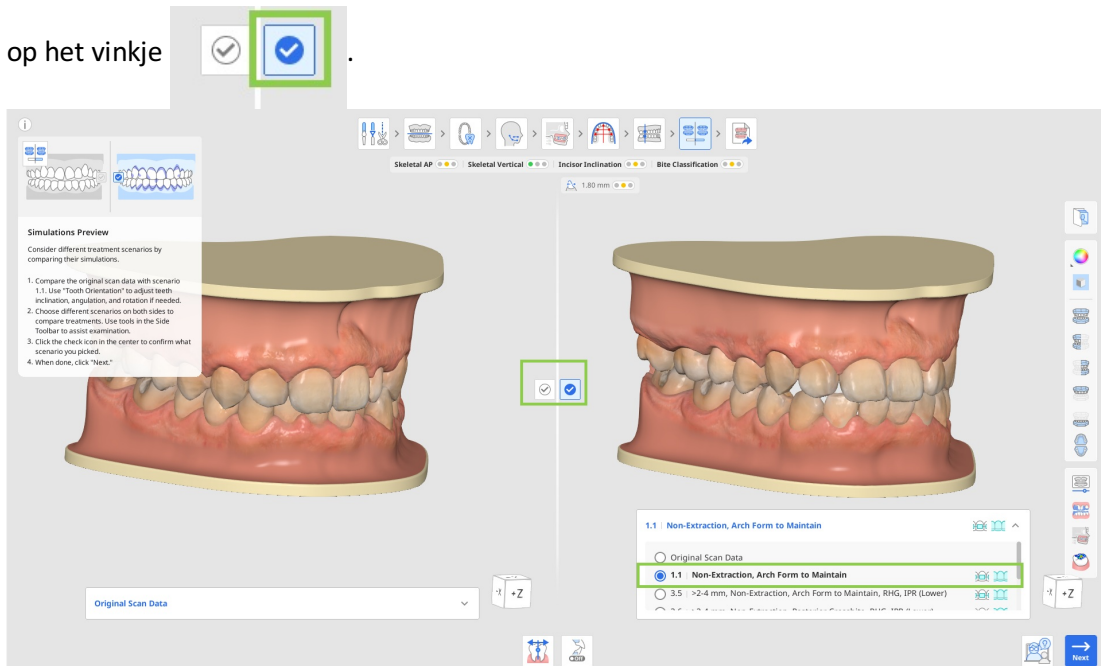 op het vinkje .
Skeletal AP Skeletal Vertical Incisor Inclination Bite Classification
1.80 mm
Simulations Preview
Consider different treatment scenarios by
comparing their simulations.
1. Compare the original scan data with scenario
1.1. Use "Tooth Orientation" to adjust teeth
inclination, angulation, and rotation if needed.
2. Choose different scenarios on both sides to
compare treatments. Use tools in the Side
Toolbar to assist examination.
3. Click the check icon in the center to confirm what
scenario you picked.
4. When done, click "Next."
1.1 Non-Extraction, Arch Form to Maintain
Original Scan Data
1.1 Non-Extraction, Arch Form to Maintain
3.5 >2-4 mm, Non-Extraction, Arch Form to Maintain, RHG, IPR (Lower)
Original Scan Data
-X +Z
-X +Z
OFF
Next